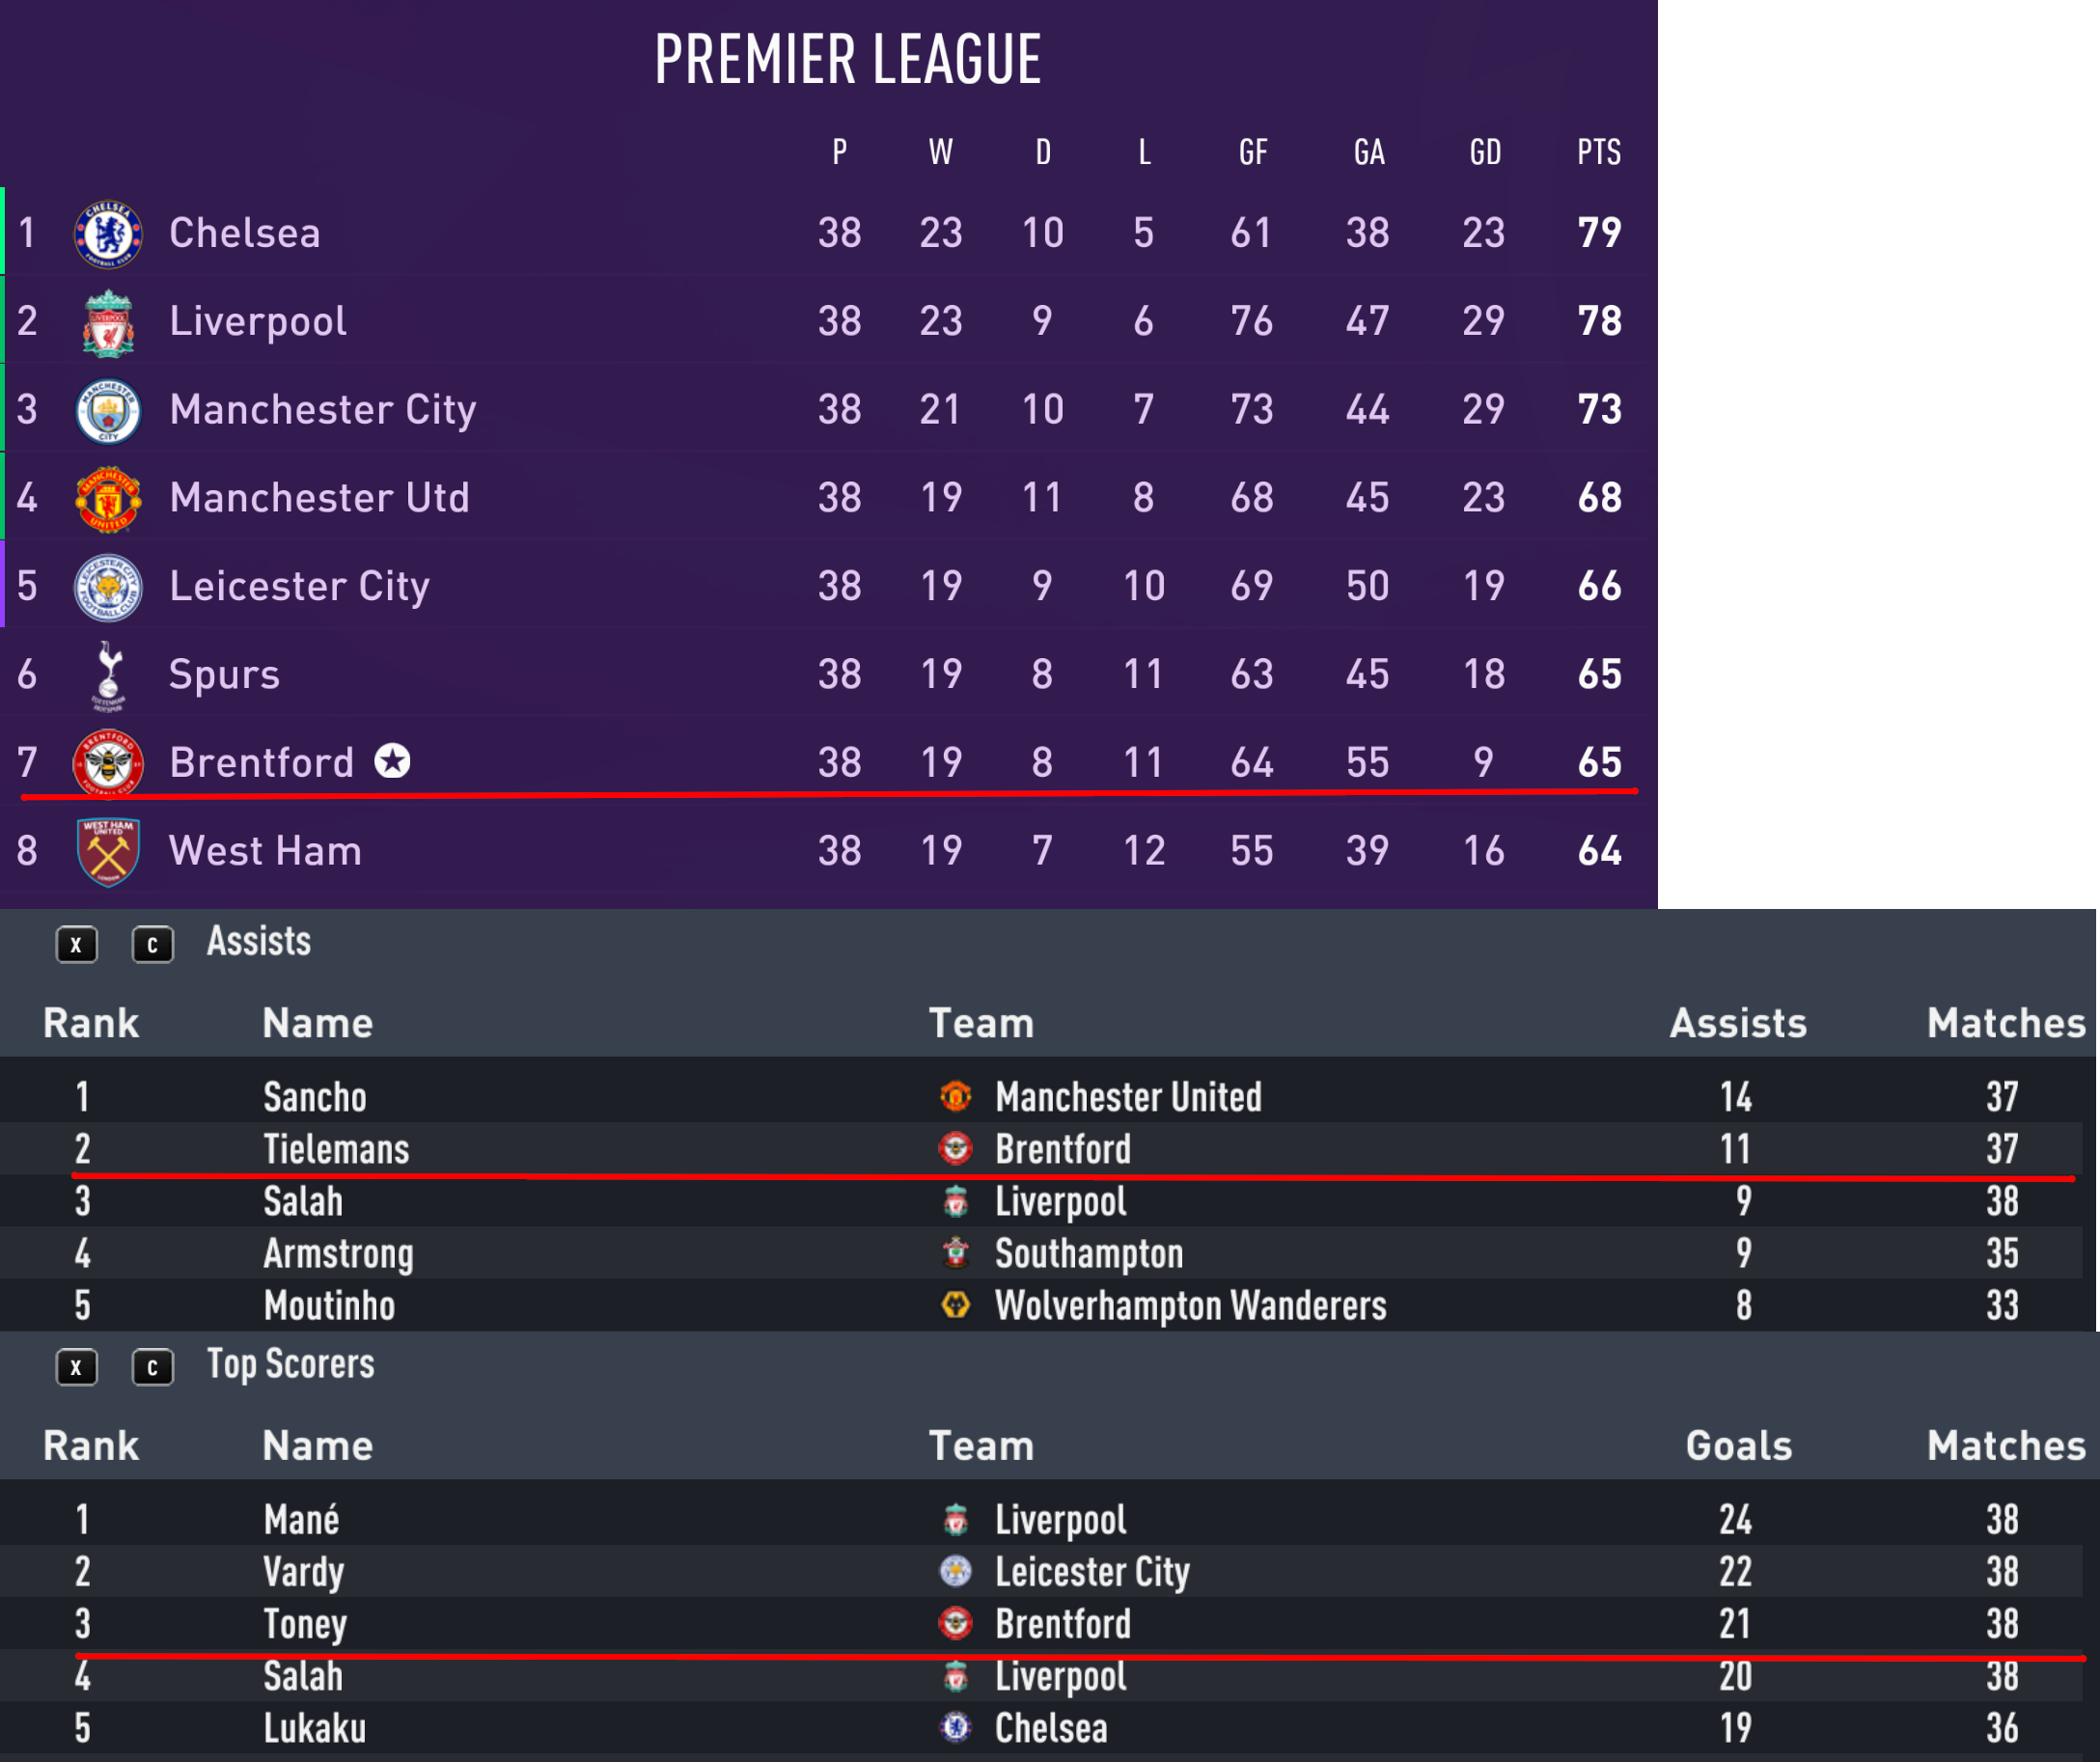 PREMIER LEAGUE
P W D L GF GA GD PTS
1 Chelsea 38 23 10 5 61 38 23 79
2 Liverpool 38 23 9 6 76 47 29 78
3 Manchester City 38 21 10 7 73 44 29 73
4 Manchester Utd 38 19 11 8 68 45 23 68
5 Leicester City 38 19 9 10 69 50 19 66
6 Spurs 38 19 8 11 63 45 18 65
7 Brentford 38 19 8 11 64 55 9 65
8 West Ham 38 19 7 12 55 39 16 64
X C Assists
Rank Name Team Assists Matches
1 Sancho Manchester United 14 37
2 Tielemans Brentford 11 37
3 Salah Liverpool 9 38
4 Armstrong Southampton 9 35
5 Moutinho Wolverhampton Wanderers 8 33
X C Top Scorers
Rank Name Team Goals Matches
1 Mané Liverpool 24 38
2 Vardy Leicester City 22 38
3 Toney Brentford 21 38
4 Salah Liverpool 20 38
5 Lukaku Chelsea 19 36